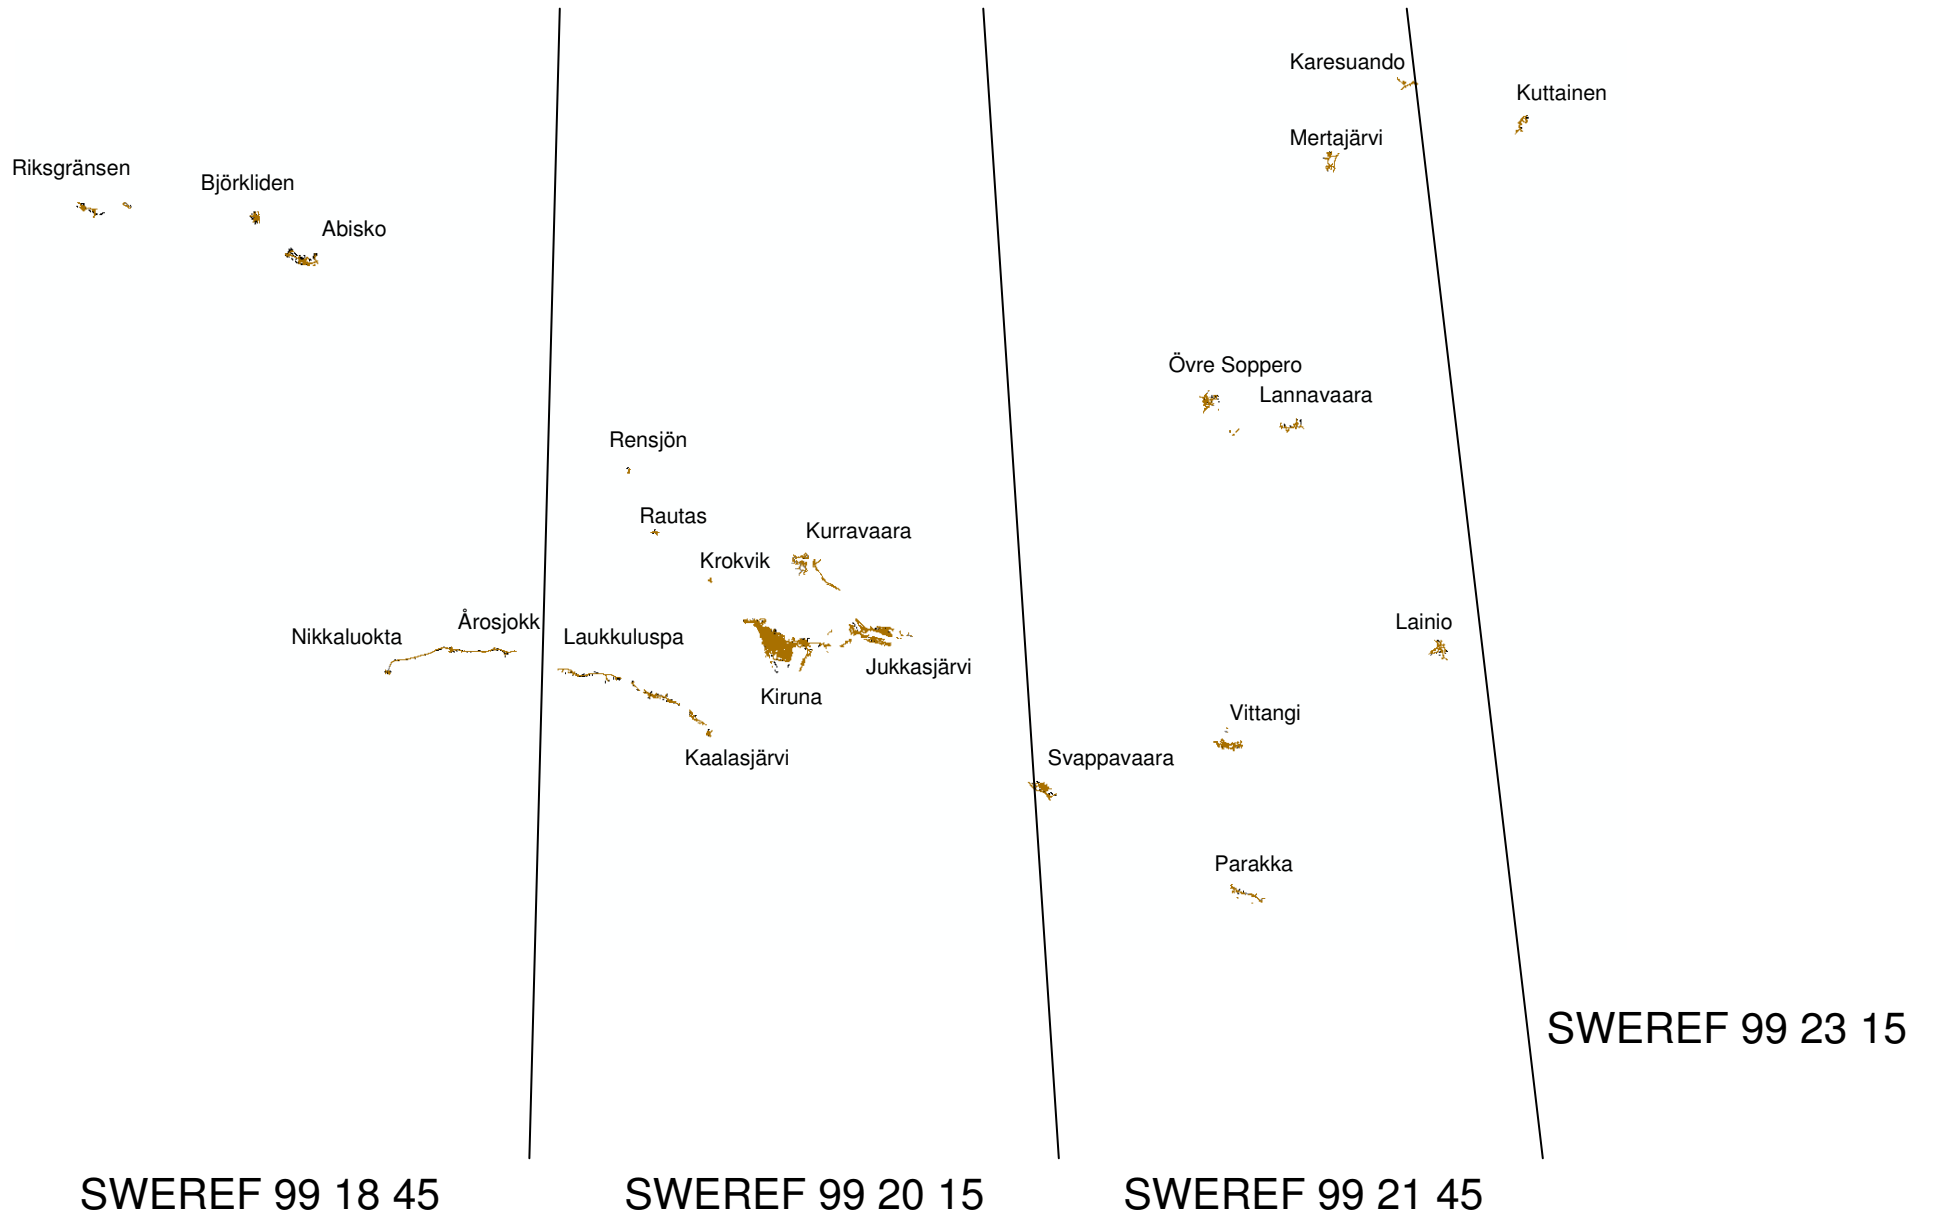 Karesuando
Kuttainen
Mertajärvi
Riksgränsen
Björkliden
Abisko
Övre Soppero
Lannavaara
Rensjön
Rautas
Kurravaara
Krokvik
Årosjokk
Lainio
Nikkaluokta
Laukkuluspa
Jukkasjärvi
Kiruna
Vittangi
Kaalasjärvi
Svappavaara
Parakka
SWEREF 99 23 15
SWEREF 99 18 45
SWEREF 99 20 15
SWEREF 99 21 45